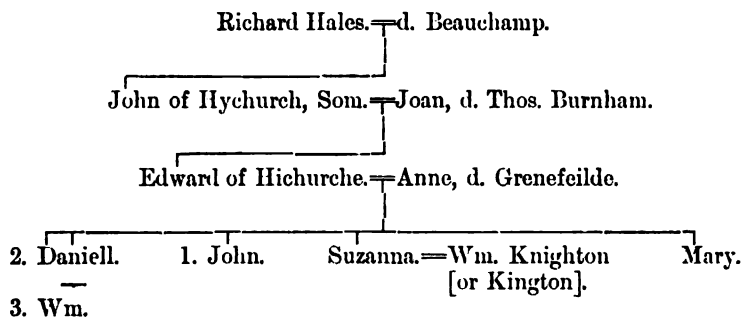 Richard Hales.=d. Beauchamp.
John of Hychurch, Som.=Joan, d. Thos. Burnham.
Edward of Hichurche.=Anne, d. Grenefeilde.
2. Daniell. 1. John. Suzanna.=Wm. Knighton Mary.
[or Kington].
3. Wm.